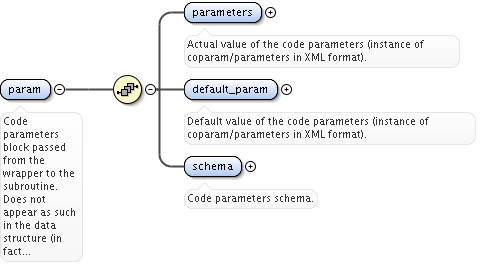 parameters
Actual value of the code parameters (instance of
coparam/parameters in XML format).
param
default_param
Code
parameters
block passed
from the
wrapper to the
subroutine.
Does not
appear as such
in the data
structure (in
fact...
Default value of the code parameters (instance of
coparam/parameters in XML format).
schema
Code parameters schema.